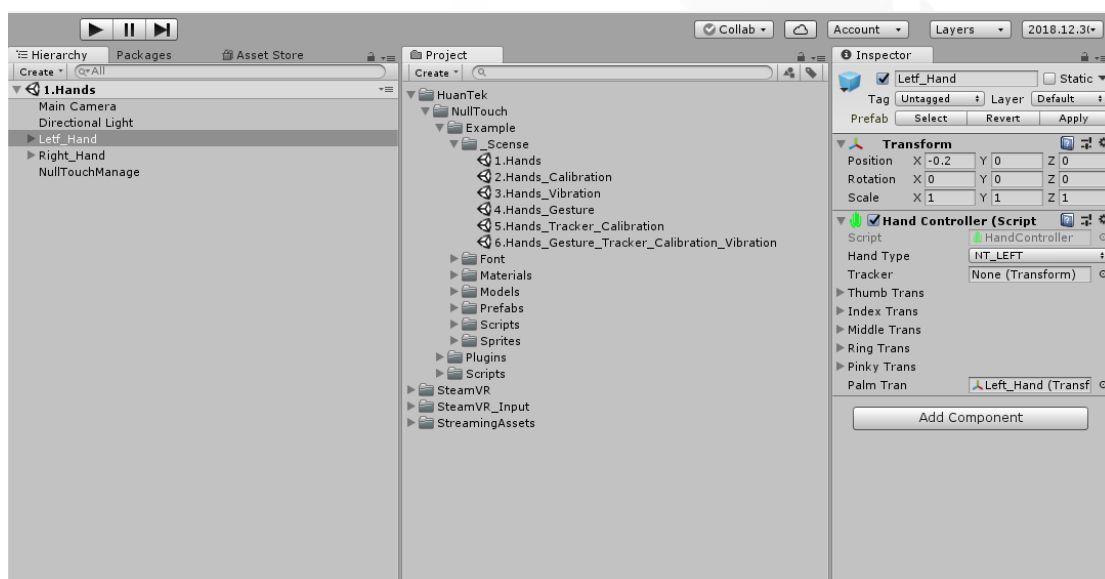 Collab
Account
Layers
2018.12.3(
Hierarchy
Packages
Asset Store
Create
All
1.Hands
Main Camera
Directional Light
Letf_Hand
Right_Hand
NullTouchManage
Project
Create
HuanTek
NullTouch
Example
_Scense
1.Hands
2.Hands_Calibration
3.Hands_Vibration
4.Hands_Gesture
5.Hands_Tracker_Calibration
6.Hands_Gesture_Tracker_Calibration_Vibration
Font
Materials
Models
Prefabs
Scripts
Sprites
Plugins
Scripts
SteamVR
SteamVR_Input
StreamingAssets
Inspector
Letf_Hand Static
Tag Untagged Layer Default
Prefab Select Revert Apply
Transform
Position X -0.2 Y 0 Z 0
Rotation X 0 Y 0 Z 0
Scale X 1 Y 1 Z 1
Hand Controller (Script
Script HandController
Hand Type NT_LEFT
Tracker None (Transform)
Thumb Trans
Index Trans
Middle Trans
Ring Trans
Pinky Trans
Palm Tran Left_Hand (Transf
Add Component